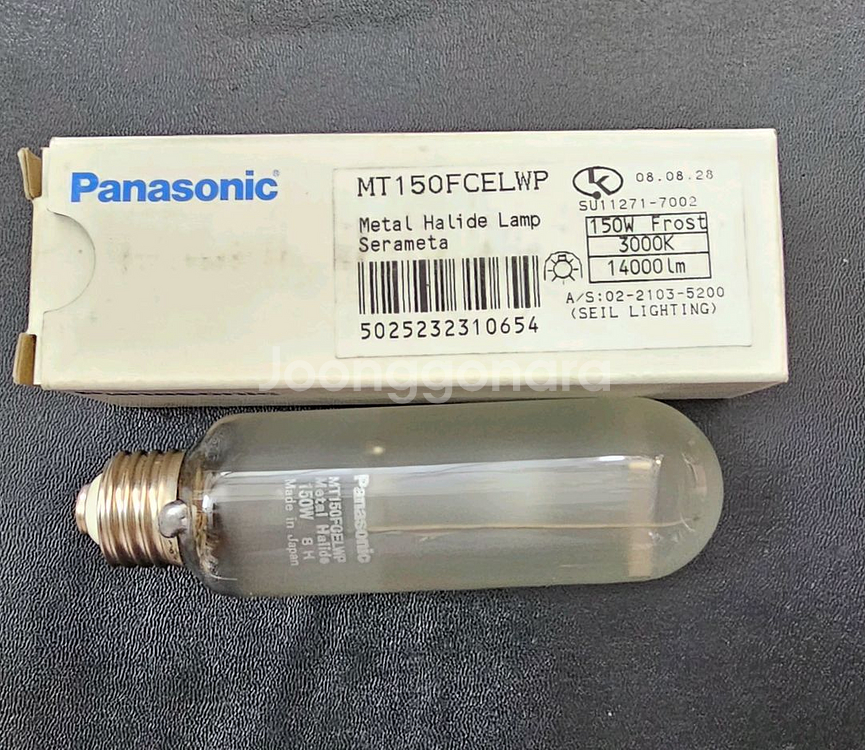 Panasonic®
MT150FCELWP
08.08.28
SU11271-7002
Metal Halide Lamp
Serameta
150W Frost
3000K
14000lm
5025232310654
A/S:02-2103-5200
(SEIL LIGHTING)
Joonggonara
Panasonic
MT150FCELWP
Metal Halide
150W 8 H
Made in Japan